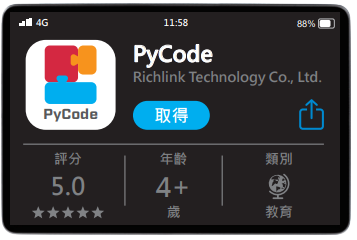 4G 11:58 88%
PyCode
Richlink Technology Co., Ltd.
PyCode
取得
評分 年齡 類別
5.0 4+
歲 教育